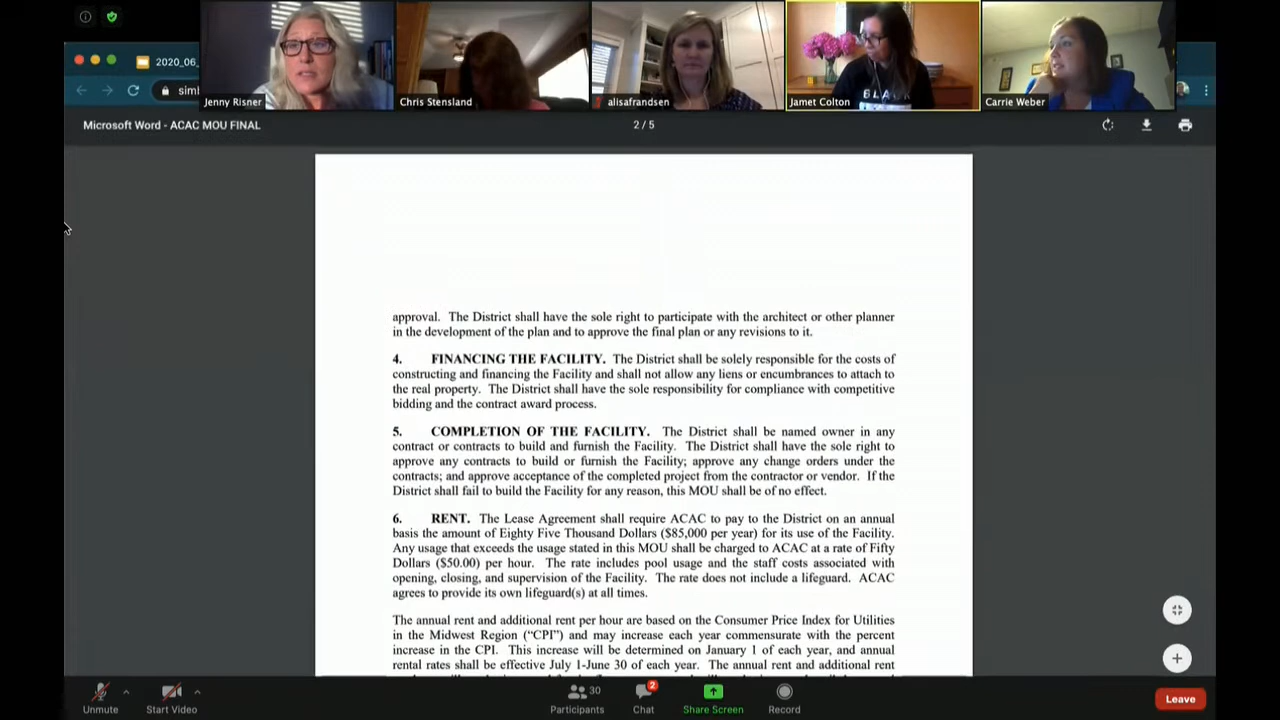 2020_06_
simb
Jenny Risner
Chris Stensland
alisafrandsen
BLACK
Jamet Colton
Carrie Weber
Microsoft Word - ACAC MOU FINAL
2 / 5
approval. The District shall have the sole right to participate with the architect or other planner
in the development of the plan and to approve the final plan or any revisions to it.
4. FINANCING THE FACILITY. The District shall be solely responsible for the costs of
constructing and financing the Facility and shall not allow any liens or encumbrances to attach to
the real property. The District shall have the sole responsibility for compliance with competitive
bidding and the contract award process.
5. COMPLETION OF THE FACILITY. The District shall be named owner in any
contract or contracts to build and furnish the Facility. The District shall have the sole right to
approve any contracts to build or furnish the Facility; approve any change orders under the
contracts; and approve acceptance of the completed project from the contractor or vendor. If the
District shall fail to build the Facility for any reason, this MOU shall be of no effect.
6. RENT. The Lease Agreement shall require ACAC to pay to the District on an annual
basis the amount of Eighty Five Thousand Dollars ($85,000 per year) for its use of the Facility.
Any usage that exceeds the usage stated in this MOU shall be charged to ACAC at a rate of Fifty
Dollars ($50.00) per hour. The rate includes pool usage and the staff costs associated with
opening, closing, and supervision of the Facility. The rate does not include a lifeguard. ACAC
agrees to provide its own lifeguard(s) at all times.
The annual rent and additional rent per hour are based on the Consumer Price Index for Utilities
in the Midwest Region (“CPI”) and may increase each year commensurate with the percent
increase in the CPI. This increase will be determined on January 1 of each year, and annual
rental rates shall be effective July 1-June 30 of each year. The annual rent and additional rent
30
2
Unmute
Start Video
Participants
Chat
Share Screen
Record
Leave